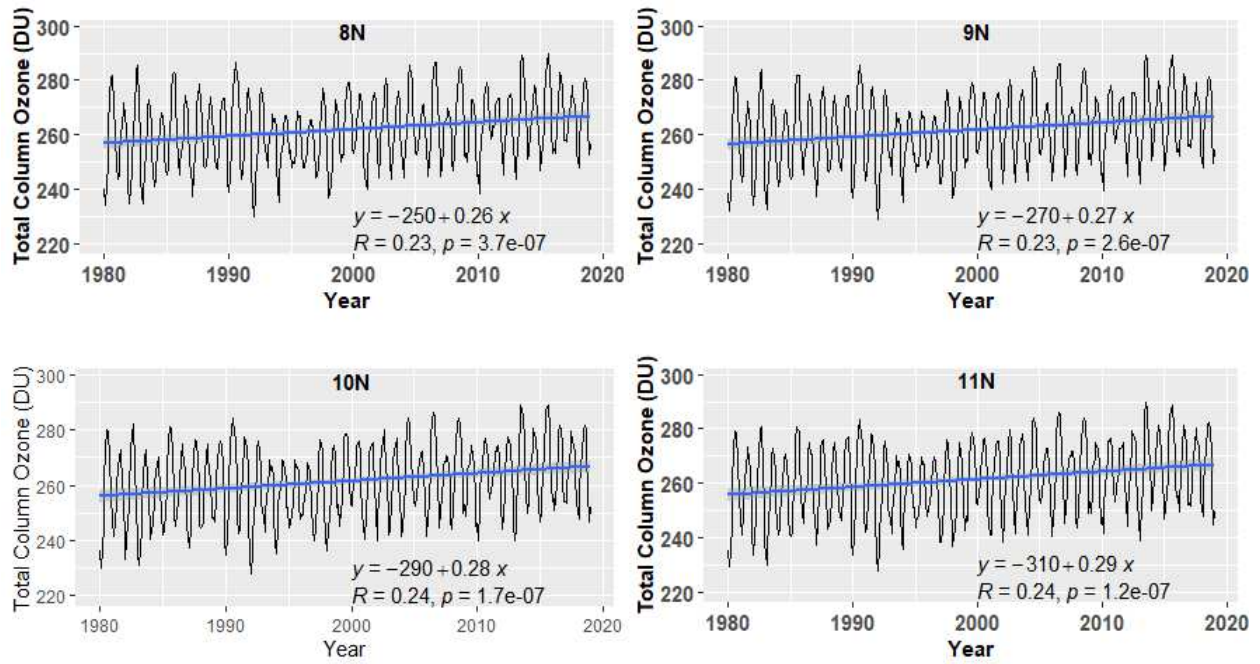 8N
Total Column Ozone (DU)
300
280
260
240
220
y = −250 + 0.26 x
R = 0.23, p = 3.7e-07
1980 1990 2000 2010 2020
Year
9N
Total Column Ozone (DU)
300
280
260
240
220
y = −270 + 0.27 x
R = 0.23, p = 2.6e-07
1980 1990 2000 2010 2020
Year
10N
Total Column Ozone (DU)
300
280
260
240
220
y = −290 + 0.28 x
R = 0.24, p = 1.7e-07
1980 1990 2000 2010 2020
Year
11N
Total Column Ozone (DU)
300
280
260
240
220
y = −310 + 0.29 x
R = 0.24, p = 1.2e-07
1980 1990 2000 2010 2020
Year